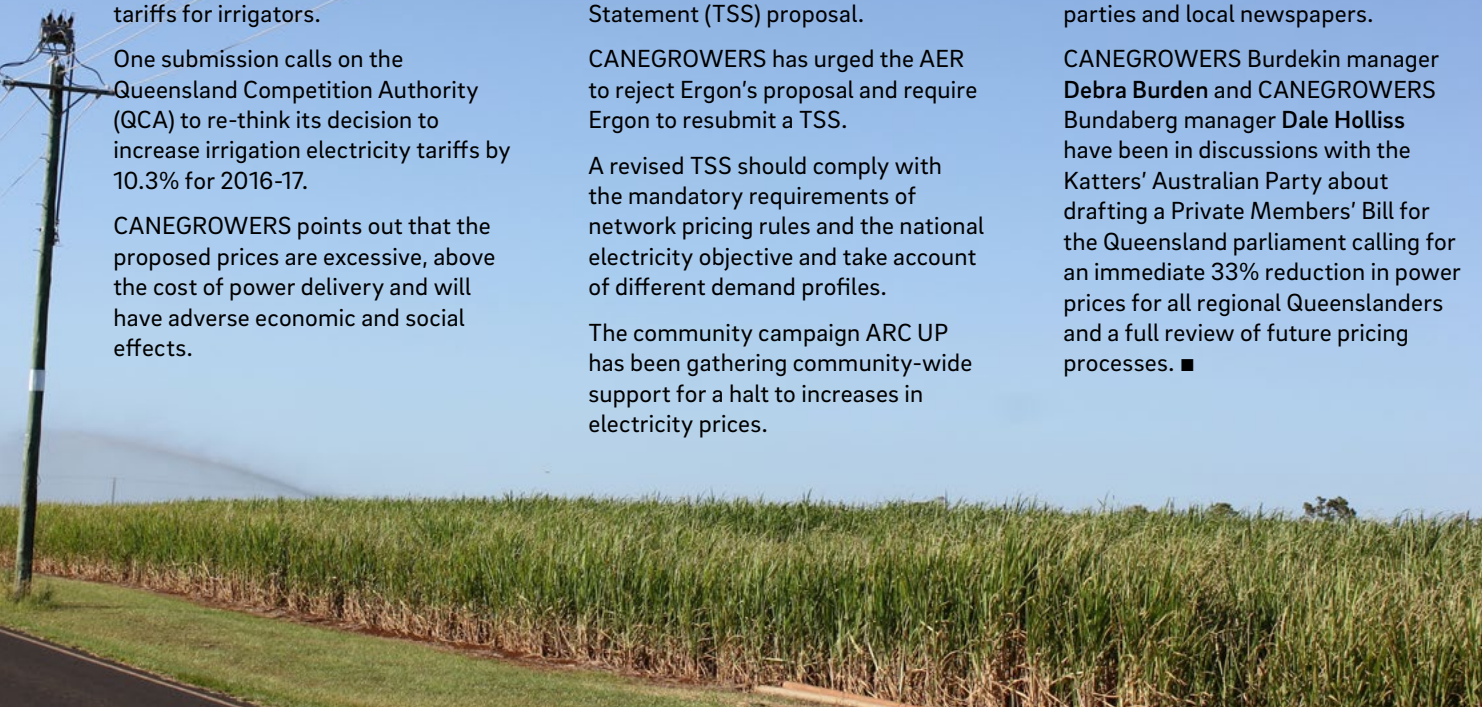 tariffs for irrigators.
One submission calls on the
Queensland Competition Authority
(QCA) to re-think its decision to
increase irrigation electricity tariffs by
10.3% for 2016-17.
CANEGROWERS points out that the
proposed prices are excessive, above
the cost of power delivery and will
have adverse economic and social
effects.
Statement (TSS) proposal.
CANEGROWERS has urged the AER
to reject Ergon's proposal and require
Ergon to resubmit a TSS.
A revised TSS should comply with
the mandatory requirements of
network pricing rules and the national
electricity objective and take account
of different demand profiles.
The community campaign ARC UP
has been gathering community-wide
support for a halt to increases in
electricity prices.
parties and local newspapers.
CANEGROWERS Burdekin manager
Debra Burden and CANEGROWERS
Bundaberg manager Dale Holliss
have been in discussions with the
Katters' Australian Party about
drafting a Private Members' Bill for
the Queensland parliament calling for
an immediate 33% reduction in power
prices for all regional Queenslanders
and a full review of future pricing
processes. ■